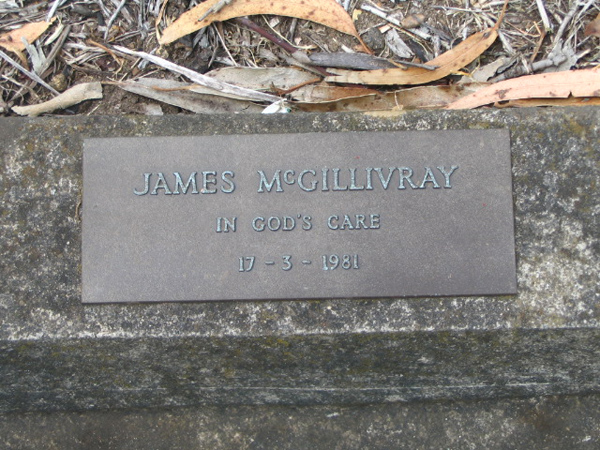 JAMES McGILLIVRAY
IN GOD'S CARE
17 - 3 - 1981